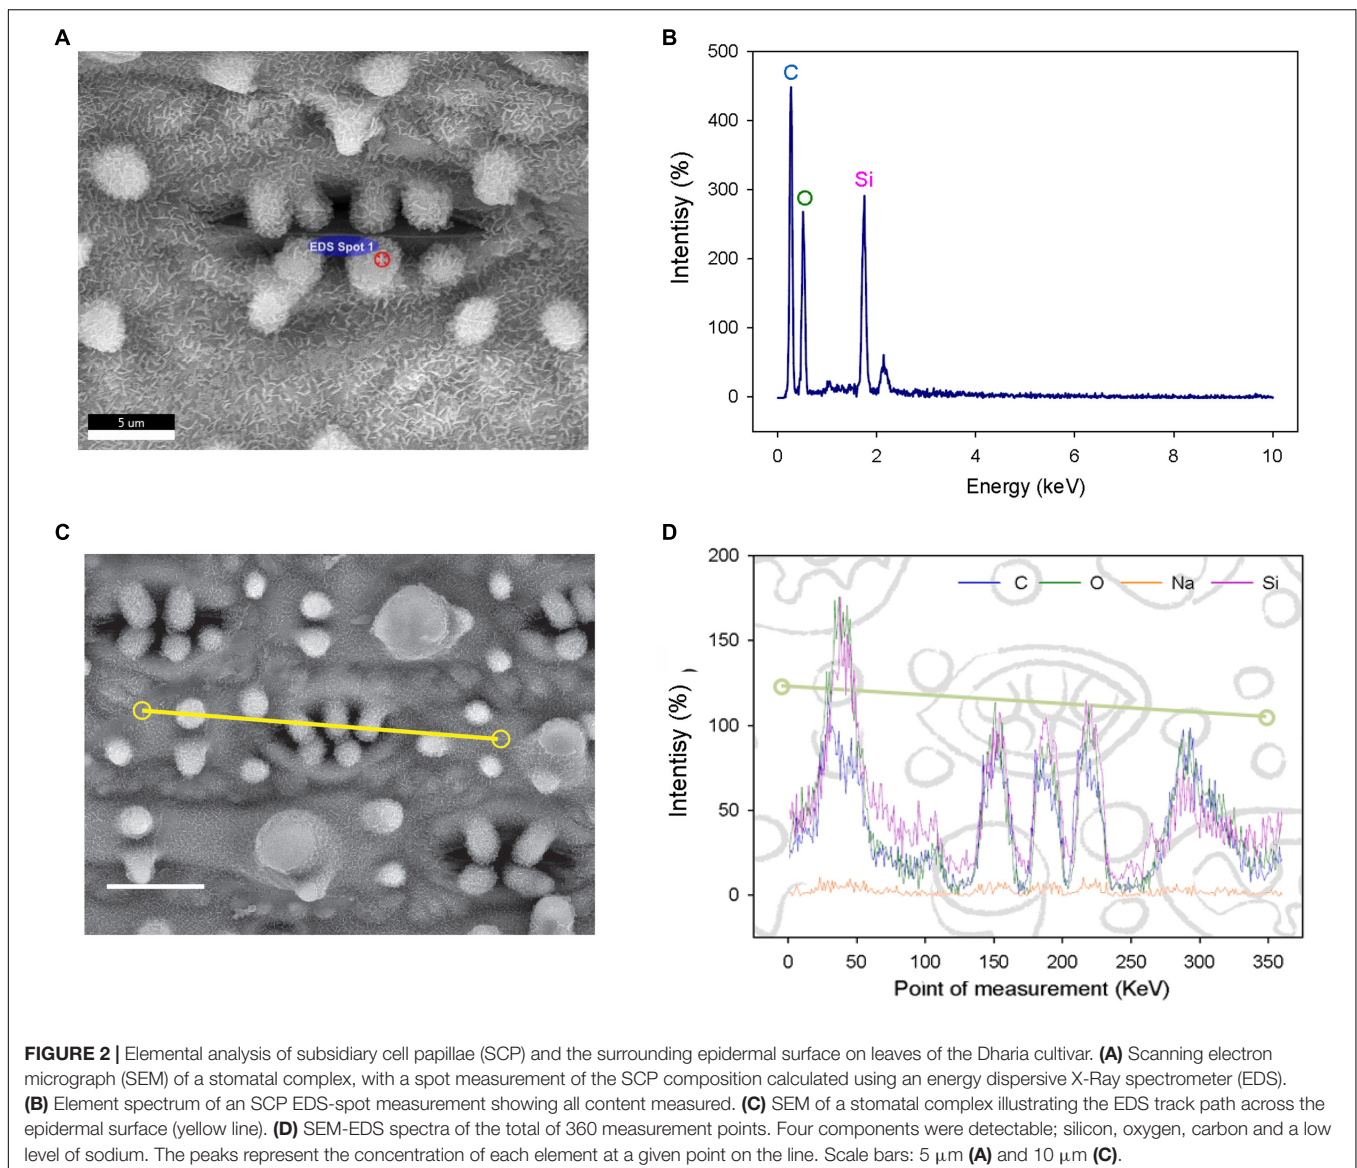 A
EDS Spot 1
5 um
B
500
400
300
200
100
0
Intentisy (%)
C
O
Si
0 2 4 6 8 10
Energy (keV)
C
D
200
150
100
50
0
Intentisy (%)
)
C O Na Si
0 50 100 150 200 250 300 350
Point of measurement (KeV)
FIGURE 2 | Elemental analysis of subsidiary cell papillae (SCP) and the surrounding epidermal surface on leaves of the Dharia cultivar. (A) Scanning electron
micrograph (SEM) of a stomatal complex, with a spot measurement of the SCP composition calculated using an energy dispersive X-Ray spectrometer (EDS).
(B) Element spectrum of an SCP EDS-spot measurement showing all content measured. (C) SEM of a stomatal complex illustrating the EDS track path across the
epidermal surface (yellow line). (D) SEM-EDS spectra of the total of 360 measurement points. Four components were detectable; silicon, oxygen, carbon and a low
level of sodium. The peaks represent the concentration of each element at a given point on the line. Scale bars: 5 μm (A) and 10 μm (C).